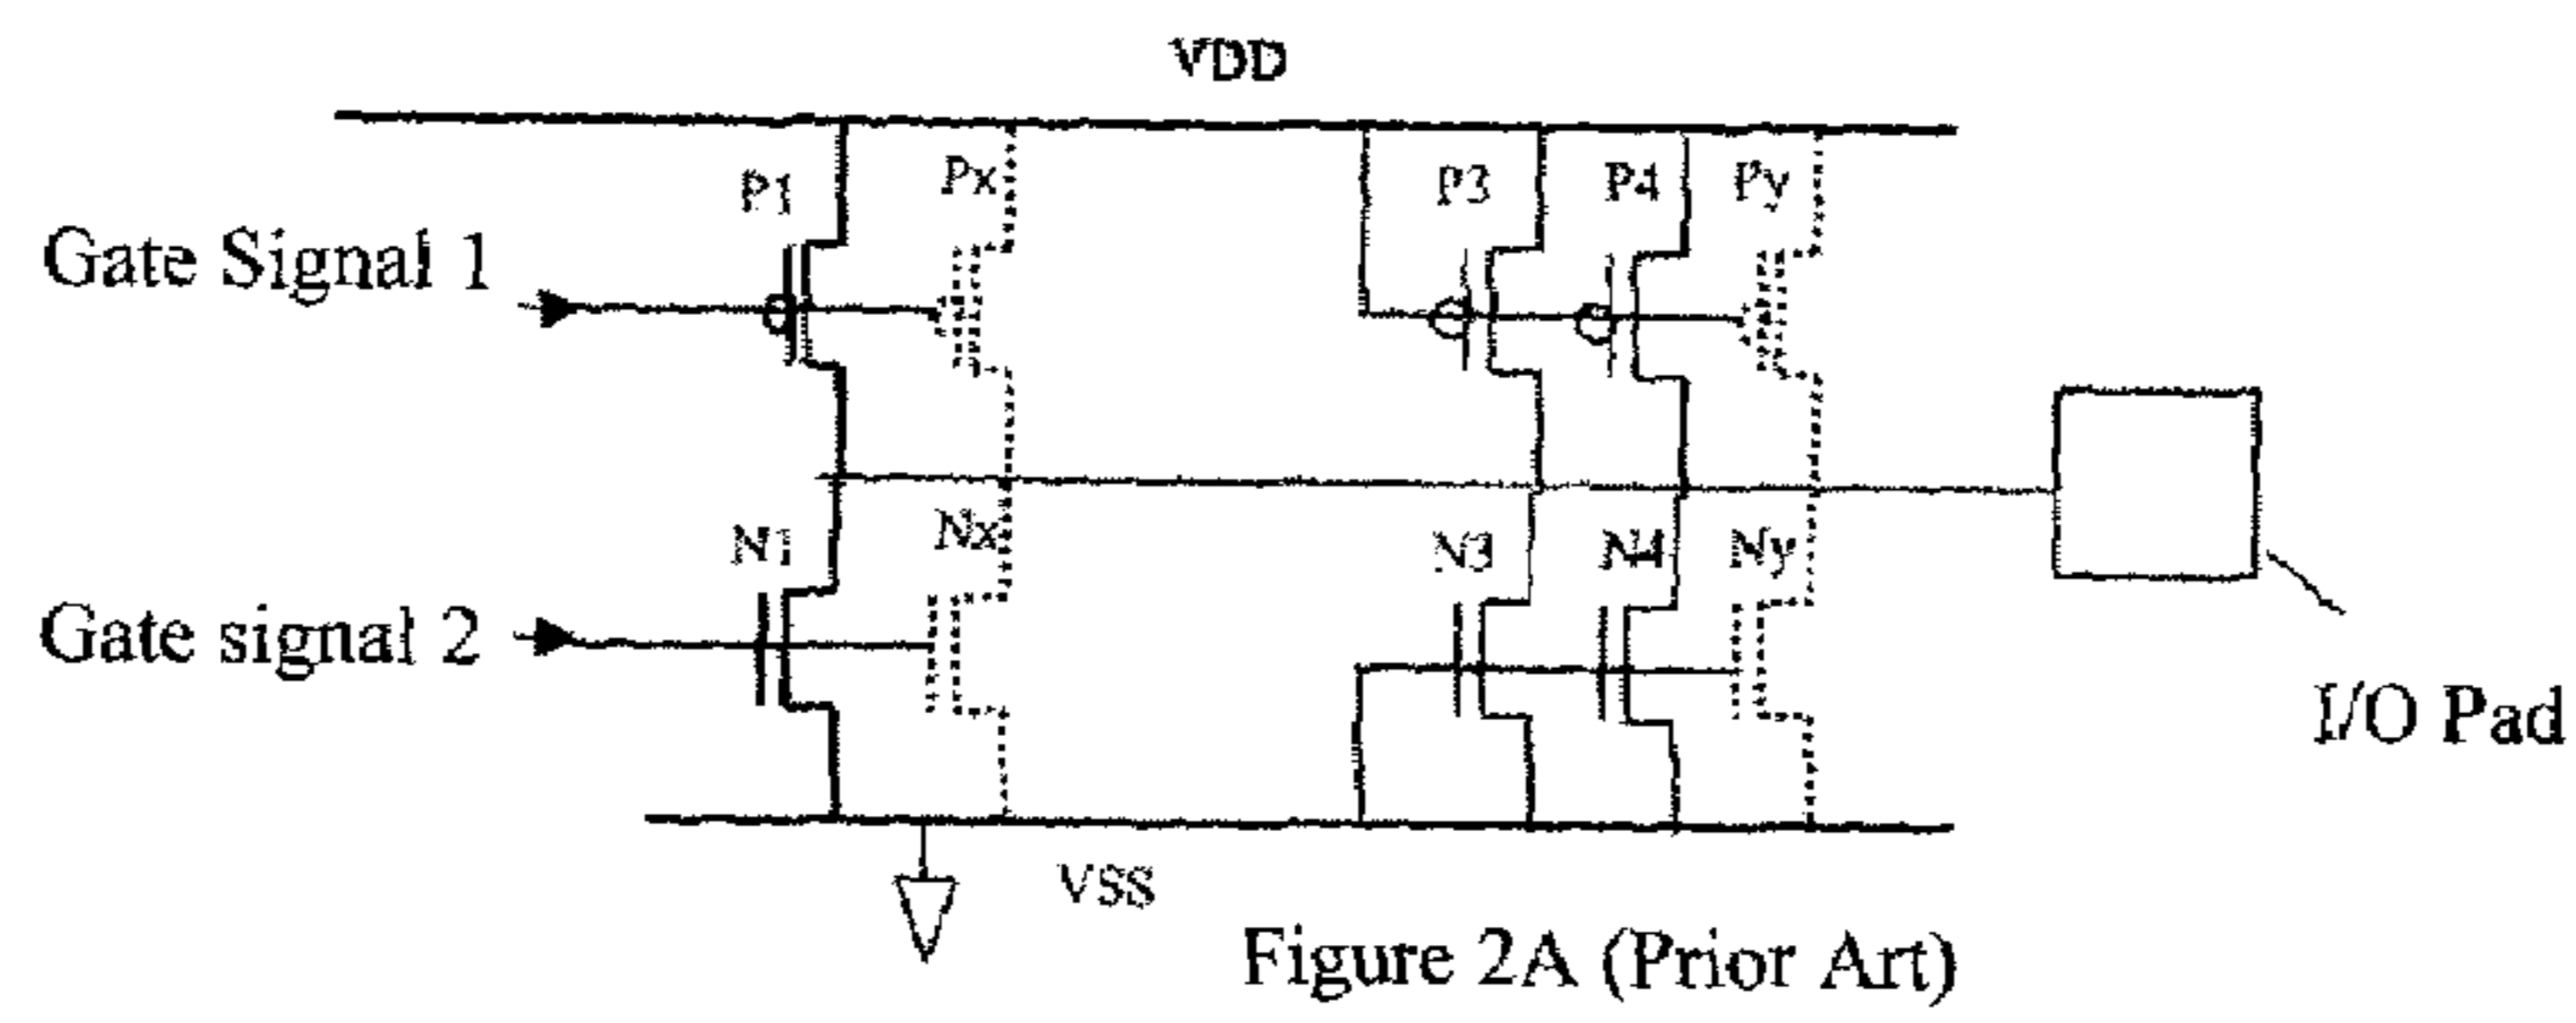 VDD
P1 Px P3 P4 Py
Gate Signal 1
N1 Nx N3 N4 Ny
Gate signal 2
I/O Pad
VSS
Figure 2A (Prior Art)